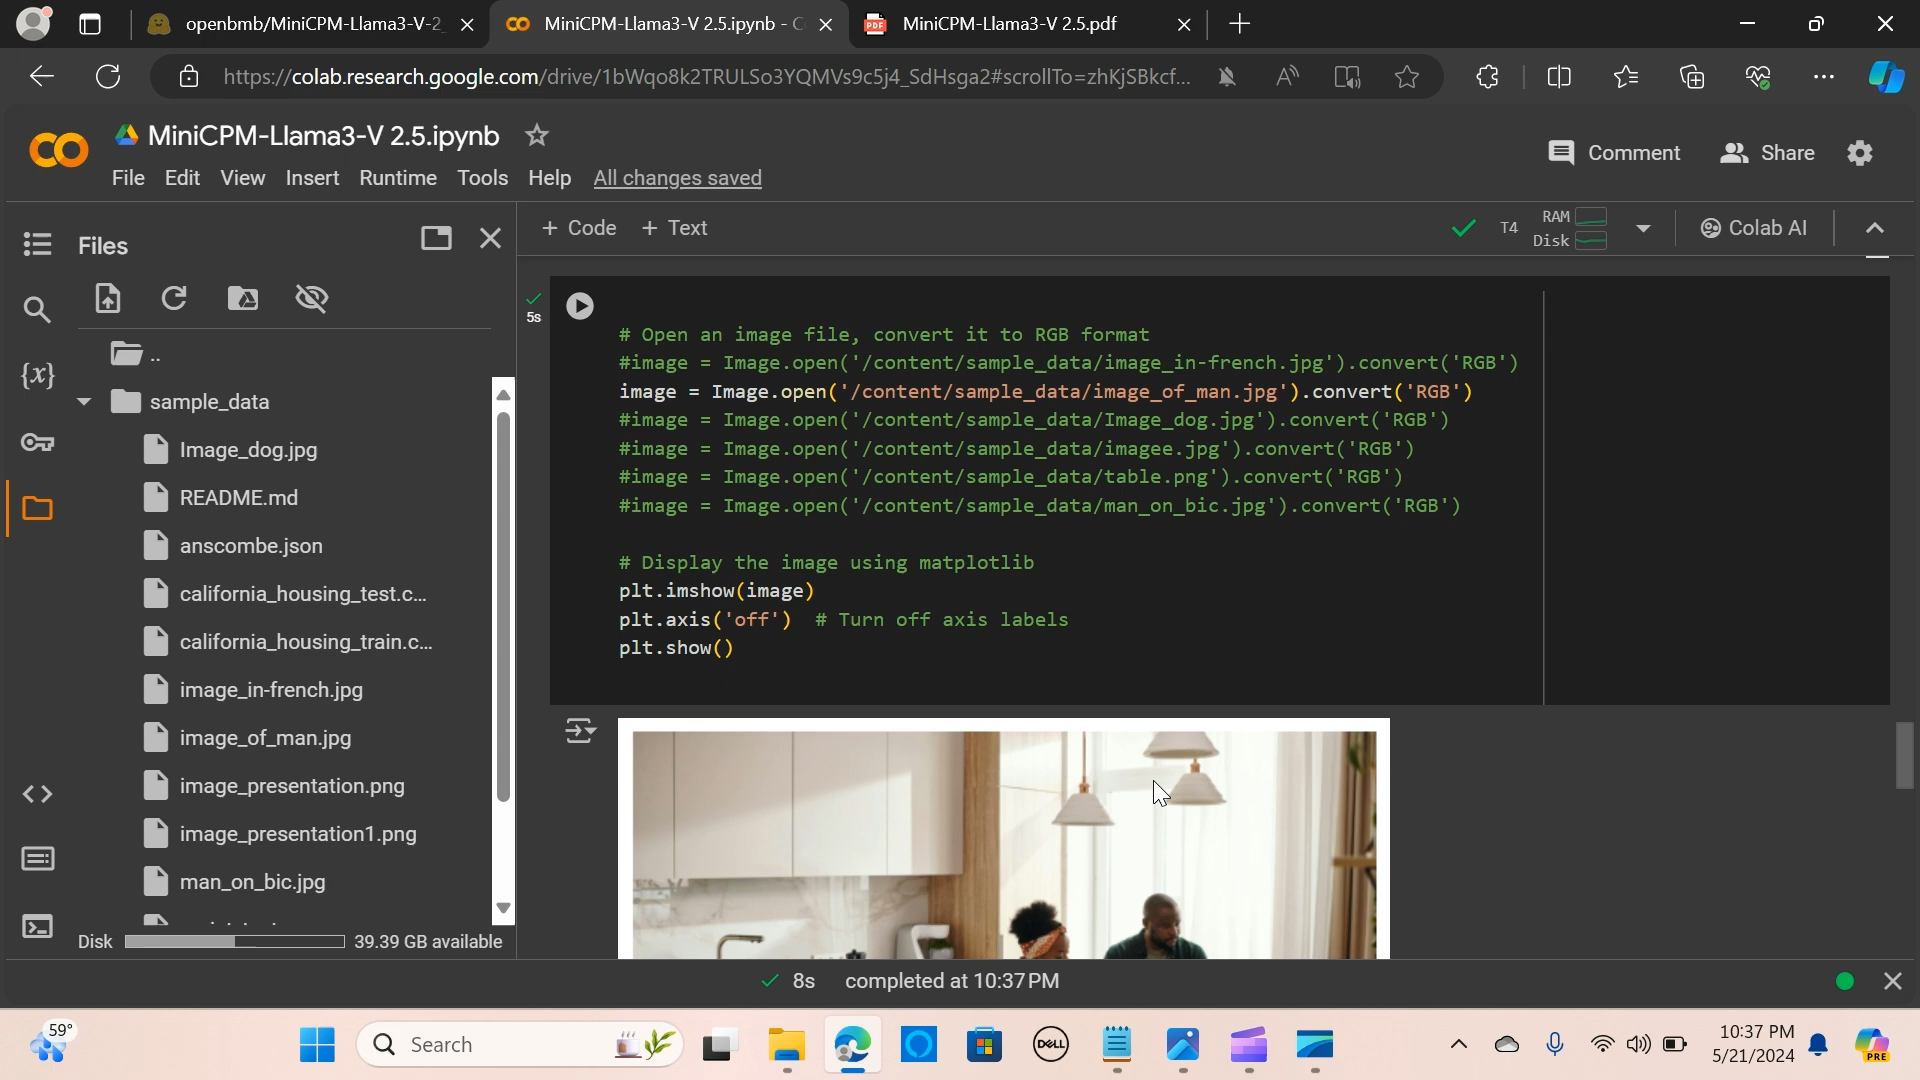 openbmb/MiniCPM-Llama3-V-2_
MiniCPM-Llama3-V 2.5.ipynb - C
MiniCPM-Llama3-V 2.5.pdf
https://colab.research.google.com/drive/1bWqo8k2TRULSo3YQMVs9c5j4_SdHsga2#scrollTo=zhKjSBkcf...
MiniCPM-Llama3-V 2.5.ipynb
Comment
Share
File Edit View Insert Runtime Tools Help All changes saved
Files
+ Code + Text
T4
RAM
Disk
Colab AI
5s
# Open an image file, convert it to RGB format
#image = Image.open('/content/sample_data/image_in-french.jpg').convert('RGB')
image = Image.open('/content/sample_data/image_of_man.jpg').convert('RGB')
#image = Image.open('/content/sample_data/Image_dog.jpg').convert('RGB')
#image = Image.open('/content/sample_data/imagee.jpg').convert('RGB')
#image = Image.open('/content/sample_data/table.png').convert('RGB')
#image = Image.open('/content/sample_data/man_on_bic.jpg').convert('RGB')
# Display the image using matplotlib
plt.imshow(image)
plt.axis('off')  # Turn off axis labels
plt.show()
{x}
..
sample_data
Image_dog.jpg
README.md
anscombe.json
california_housing_test.c...
california_housing_train.c...
image_in-french.jpg
image_of_man.jpg
image_presentation.png
image_presentation1.png
man_on_bic.jpg
Disk
39.39 GB available
8s completed at 10:37 PM
59°
Search
DELL
10:37 PM
5/21/2024
PRE